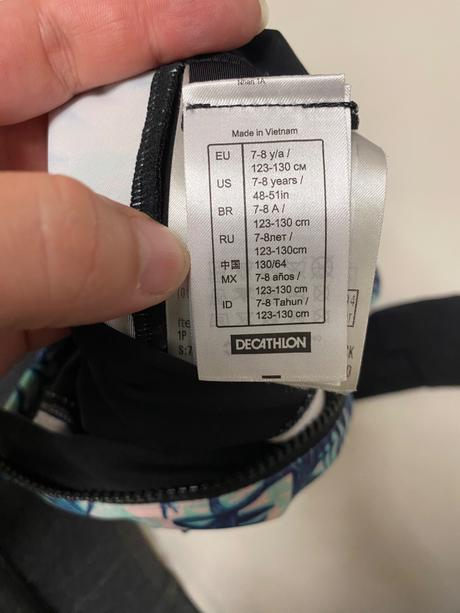 Made in Vietnam
EU 7-8 y/a /
123-130 см
US 7-8 years /
48-51in
BR 7-8 A /
123-130 cm
RU 7-8лет /
123-130cm
中国 130/64
MX 7-8 años /
123-130 cm
ID 7-8 Tahun /
123-130 cm
DECATHLON